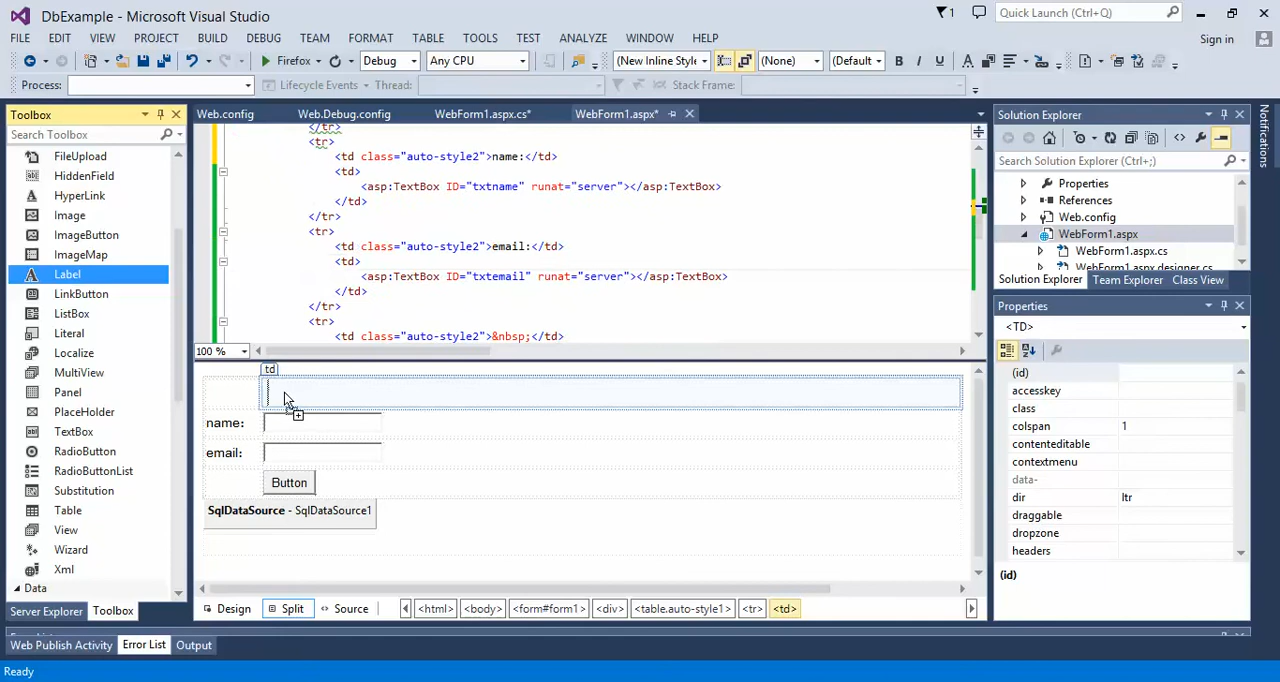 DbExample - Microsoft Visual Studio
1
Quick Launch (Ctrl+Q)
FILE EDIT VIEW PROJECT BUILD DEBUG TEAM FORMAT TABLE TOOLS TEST ANALYZE WINDOW HELP
Sign in
Firefox Debug Any CPU (New Inline Style (None) (Default B I U A
Process: Lifecycle Events Thread: Stack Frame:
Toolbox
Search Toolbox
FileUpload
HiddenField
HyperLink
Image
ImageButton
ImageMap
Label
LinkButton
ListBox
Literal
Localize
MultiView
Panel
PlaceHolder
TextBox
RadioButton
RadioButtonList
Substitution
Table
View
Wizard
Xml
Data
Server Explorer Toolbox
Web.config Web.Debug.config WebForm1.aspx.cs* WebForm1.aspx*
</tr>
<tr>
<td class="auto-style2">name:</td>
<td>
<asp:TextBox ID="txtname" runat="server"></asp:TextBox>
</td>
</tr>
<tr>
<td class="auto-style2">email:</td>
<td>
<asp:TextBox ID="txtemail" runat="server"></asp:TextBox>
</td>
</tr>
<tr>
<td class="auto-style2">&nbsp;</td>
100 %
td
name:
email:
Button
SqlDataSource - SqlDataSource1
Design Split Source <html> <body> <form#form1> <div> <table.auto-style1> <tr> <td>
Solution Explorer
Search Solution Explorer (Ctrl+;)
Properties
References
Web.config
WebForm1.aspx
WebForm1.aspx.cs
WebForm1.aspx.designer.cs
Solution Explorer Team Explorer Class View
Properties
<TD>
(id)
accesskey
class
colspan 1
contenteditable
contextmenu
data-
dir ltr
draggable
dropzone
headers
(id)
Notifications
Web Publish Activity Error List Output
Ready